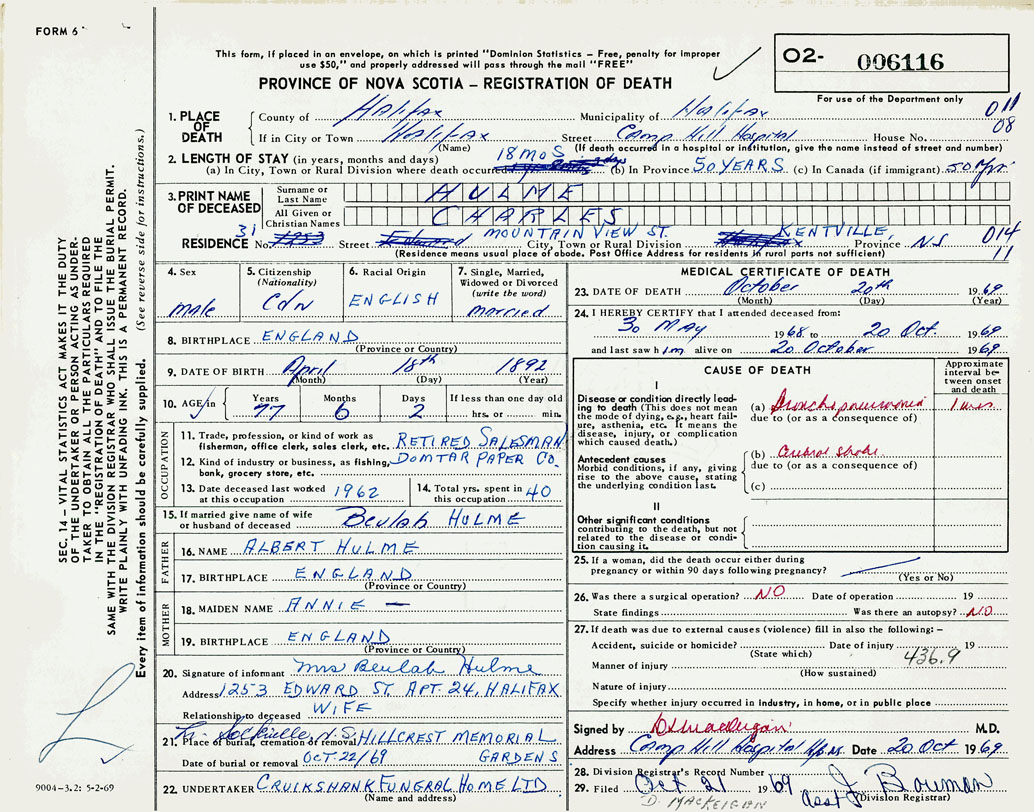 FORM 6
This form, if placed in an envelope, on which is printed "Dominion Statistics – Free, penalty for improper
use $50," and properly addressed will pass through the mail "FREE"
PROVINCE OF NOVA SCOTIA – REGISTRATION OF DEATH
O2- 006116
For use of the Department only
011
08
1. PLACE OF DEATH
County of Halifax Municipality of Halifax
If in City or Town Halifax Street Camp Hill Hospital House No.
(Name) (If death occurred in a hospital or institution, give the name instead of street and number)
2. LENGTH OF STAY (in years, months and days) 18 mos
(a) In City, Town or Rural Division where death occurred (b) In Province 50 YEARS (c) In Canada (if immigrant) 50 Yrs
3. PRINT NAME OF DECEASED
Surname or Last Name HULME
All Given or Christian Names CHARLES
RESIDENCE No. 31 1253 Street Edward MOUNTAIN VIEW ST. City, Town or Rural Division Halifax KENTVILLE, Province N.S 014
11
(Residence means usual place of abode. Post Office Address for residents in rural parts not sufficient)
4. Sex
male
5. Citizenship
(Nationality)
Cdn
6. Racial Origin
ENGLISH
7. Single, Married,
Widowed or Divorced
(write the word)
married
8. BIRTHPLACE ENGLAND
(Province or Country)
9. DATE OF BIRTH April 18th 1892
(Month) (Day) (Year)
10. AGE in Years Months Days If less than one day old
77 6 2 hrs. or min.
OCCUPATION
11. Trade, profession, or kind of work as
fisherman, office clerk, sales clerk, etc. RETIRED SALESMAN
12. Kind of industry or business, as fishing,
bank, grocery store, etc. DOMTAR PAPER CO.
13. Date deceased last worked
at this occupation 1962
14. Total yrs. spent in
this occupation 40
15. If married give name of wife
or husband of deceased Beulah HULME
FATHER
16. NAME ALBERT HULME
17. BIRTHPLACE ENGLAND
(Province or Country)
MOTHER
18. MAIDEN NAME ANNIE —
19. BIRTHPLACE ENGLAND
(Province or Country)
20. Signature of informant Mrs Beulah Hulme
Address 1253 EDWARD ST. APT. 24, HALIFAX
Relationship to deceased WIFE
21. Place of burial, cremation or removal N.S. HILLCREST MEMORIAL
GARDENS
Date of burial or removal OCT. 22/69
22. UNDERTAKER CRUIKSHANK FUNERAL HOME LTD
(Name and address)
MEDICAL CERTIFICATE OF DEATH
23. DATE OF DEATH October 20th 1969
(Month) (Day) (Year)
24. I HEREBY CERTIFY that I attended deceased from:
30 May 1968 to 20 Oct. 1969
and last saw him alive on 20 October 1969
CAUSE OF DEATH
Approximate
interval be-
tween onset
and death
I
Disease or condition directly lead-
ing to death (This does not mean
the mode of dying, e.g., heart fail-
ure, asthenia, etc. It means the
disease, injury, or complication
which caused death.)
(a) Bronchopneumonia
due to (or as a consequence of)
Antecedent causes
Morbid conditions, if any, giving
rise to the above cause, stating
the underlying condition last.
(b) Cerebral stroke
due to (or as a consequence of)
(c)
II
Other significant conditions
contributing to the death, but not
related to the disease or condi-
tion causing it.
25. If a woman, did the death occur either during
pregnancy or within 90 days following pregnancy?
(Yes or No)
26. Was there a surgical operation? NO Date of operation 19
State findings Was there an autopsy? NO
27. If death was due to external causes (violence) fill in also the following: –
Accident, suicide or homicide? Date of injury 19
(State which) 436.9
Manner of injury
(How sustained)
Nature of injury
Specify whether injury occurred in industry, in home, or in public place
Signed by M.D.
Address Camp Hill Hospital Date 20 Oct 1969
28. Division Registrar's Record Number
29. Filed Oct 21 1969 asst J Bowman
D. MACKEIGAN Division Registrar
SEC. 14 – VITAL STATISTICS ACT MAKES IT THE DUTY
OF THE UNDERTAKER OR PERSON ACTING AS UNDER-
TAKER TO OBTAIN ALL THE PARTICULARS REQUIRED
IN THE "REGISTRATION OF DEATH" AND TO FILE THE
SAME WITH THE DIVISION REGISTRAR WHO SHALL ISSUE THE BURIAL PERMIT.
WRITE PLAINLY WITH UNFADING INK. THIS IS A PERMANENT RECORD.
Every item of information should be carefully supplied. (See reverse side for instructions.)
9004-3.2: 5-2-69